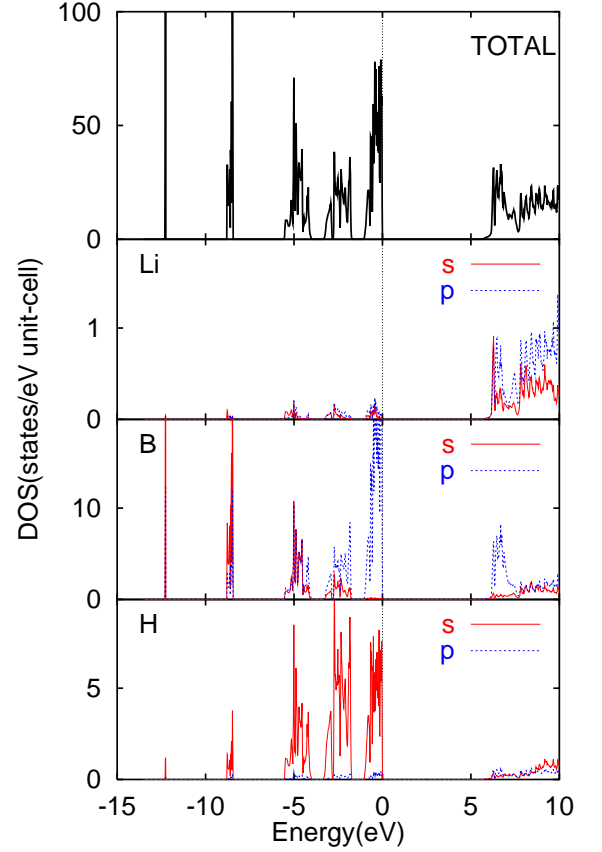 100
TOTAL
50
0
Li
s
p
1
0
B
s
p
10
0
H
s
p
5
0
-15 -10 -5 0 5 10
Energy(eV)
DOS(states/eV unit-cell)